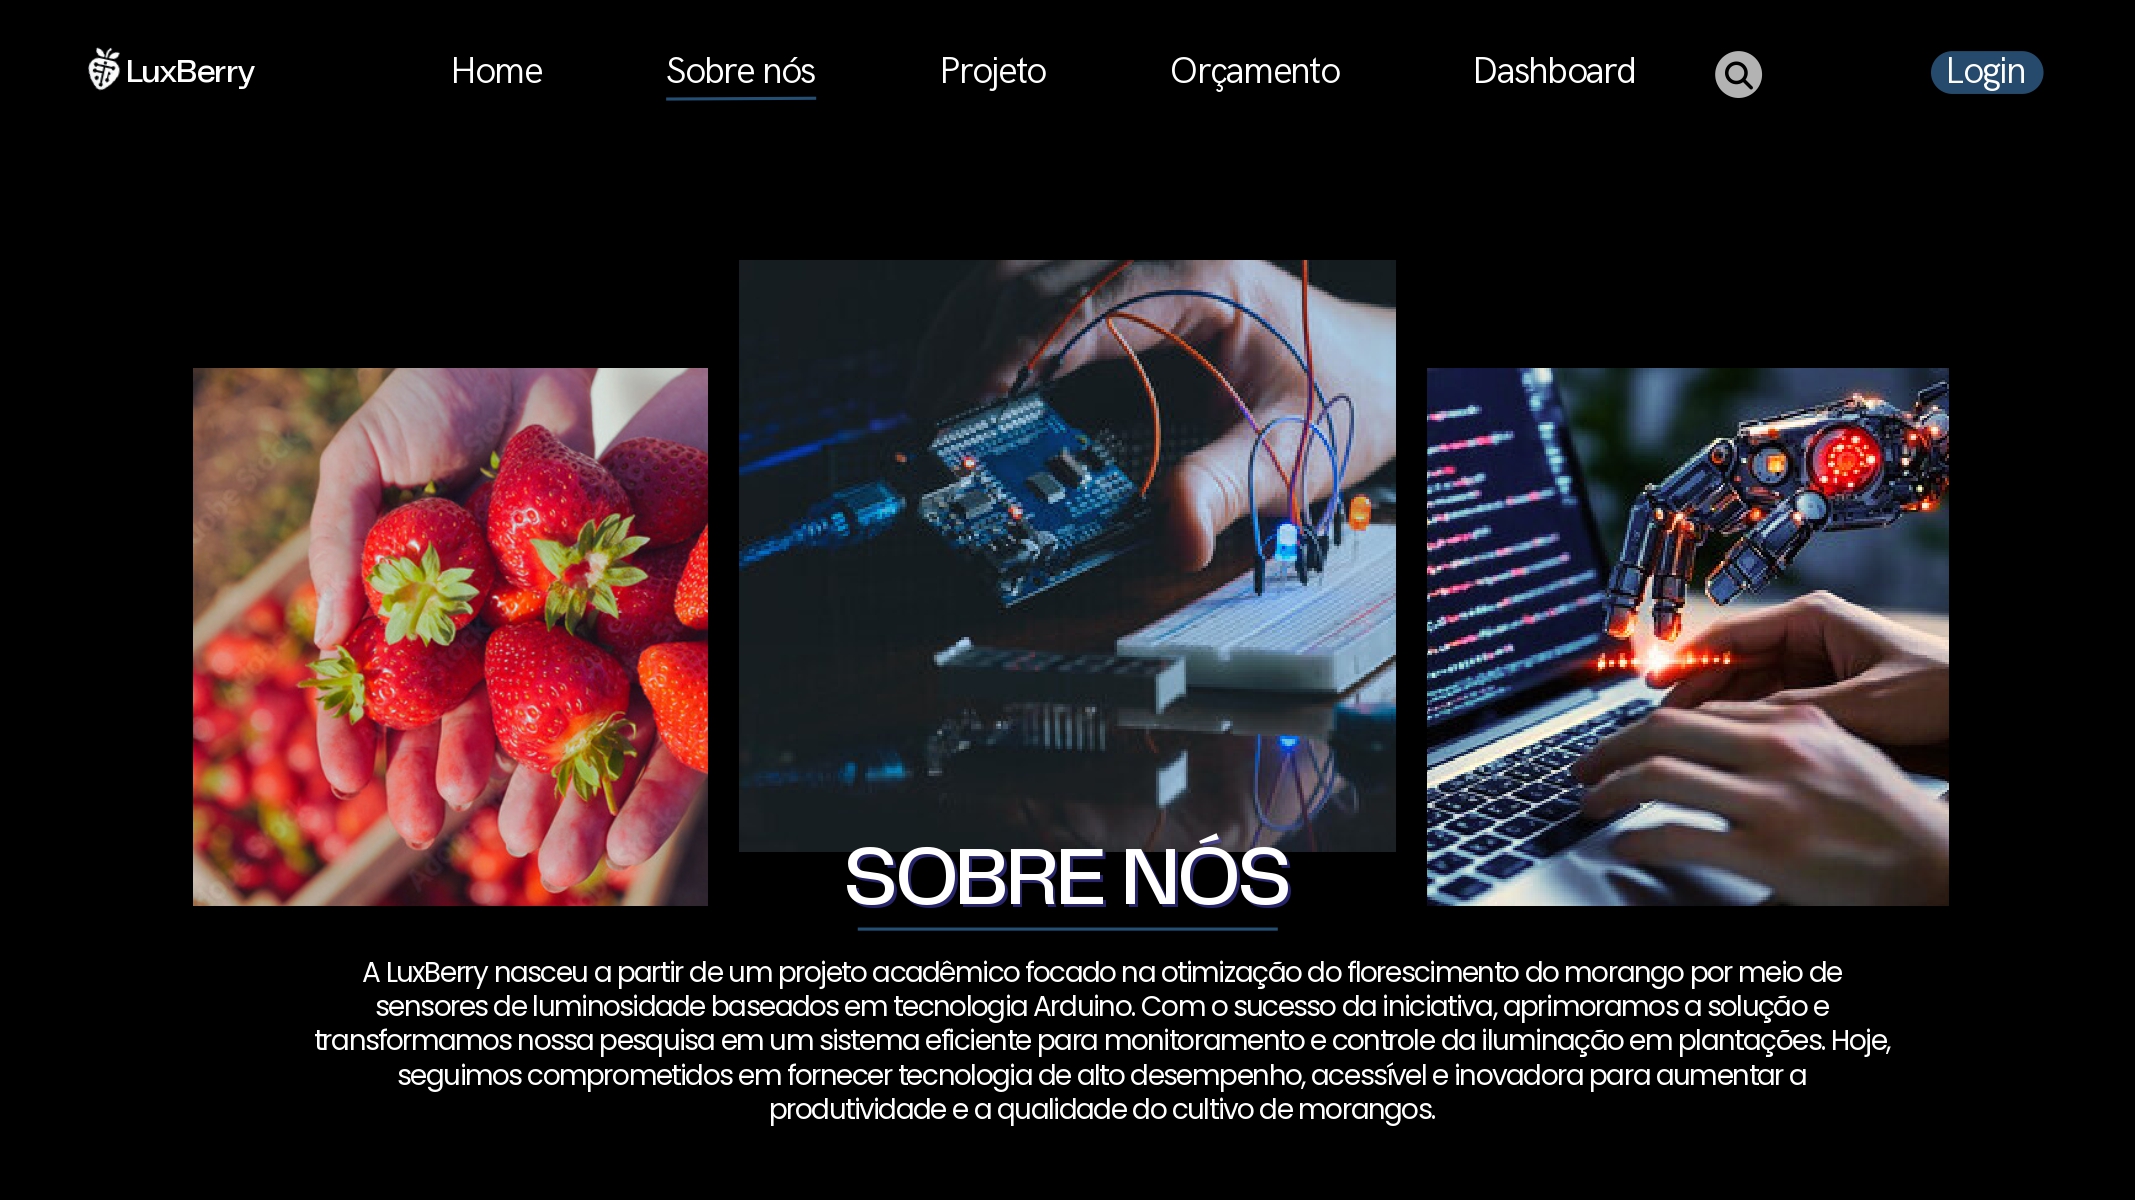 LuxBerry
Home
Sobre nós
Projeto
Orçamento
Dashboard
Login
SOBRE NÓS
A LuxBerry nasceu a partir de um projeto acadêmico focado na otimização do florescimento do morango por meio de
sensores de luminosidade baseados em tecnologia Arduino. Com o sucesso da iniciativa, aprimoramos a solução e
transformamos nossa pesquisa em um sistema eficiente para monitoramento e controle da iluminação em plantações. Hoje,
seguimos comprometidos em fornecer tecnologia de alto desempenho, acessível e inovadora para aumentar a
produtividade e a qualidade do cultivo de morangos.